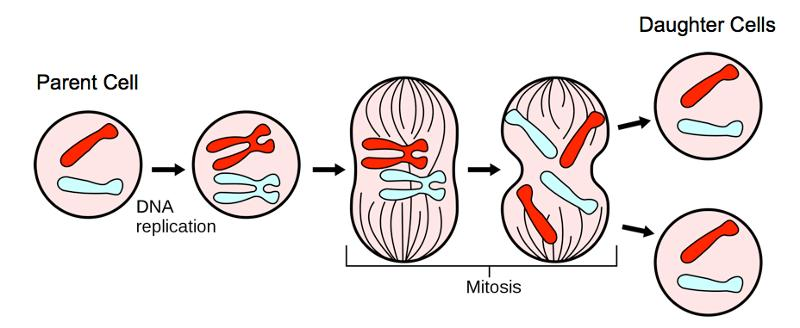 Daughter Cells
Parent Cell
DNA
replication
Mitosis